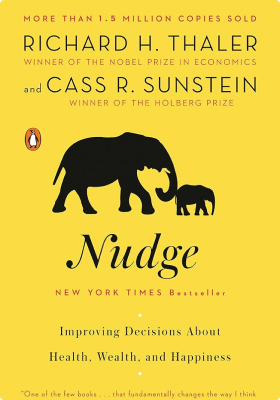 MORE THAN 1.5 MILLION COPIES SOLD
RICHARD H. THALER
WINNER OF THE NOBEL PRIZE IN ECONOMICS
and CASS R. SUNSTEIN
WINNER OF THE HOLBERG PRIZE
Nudge
NEW YORK TIMES Bestseller
Improving Decisions About
Health, Wealth, and Happiness
"One of the few books . . . that fundamentally changes the way I think